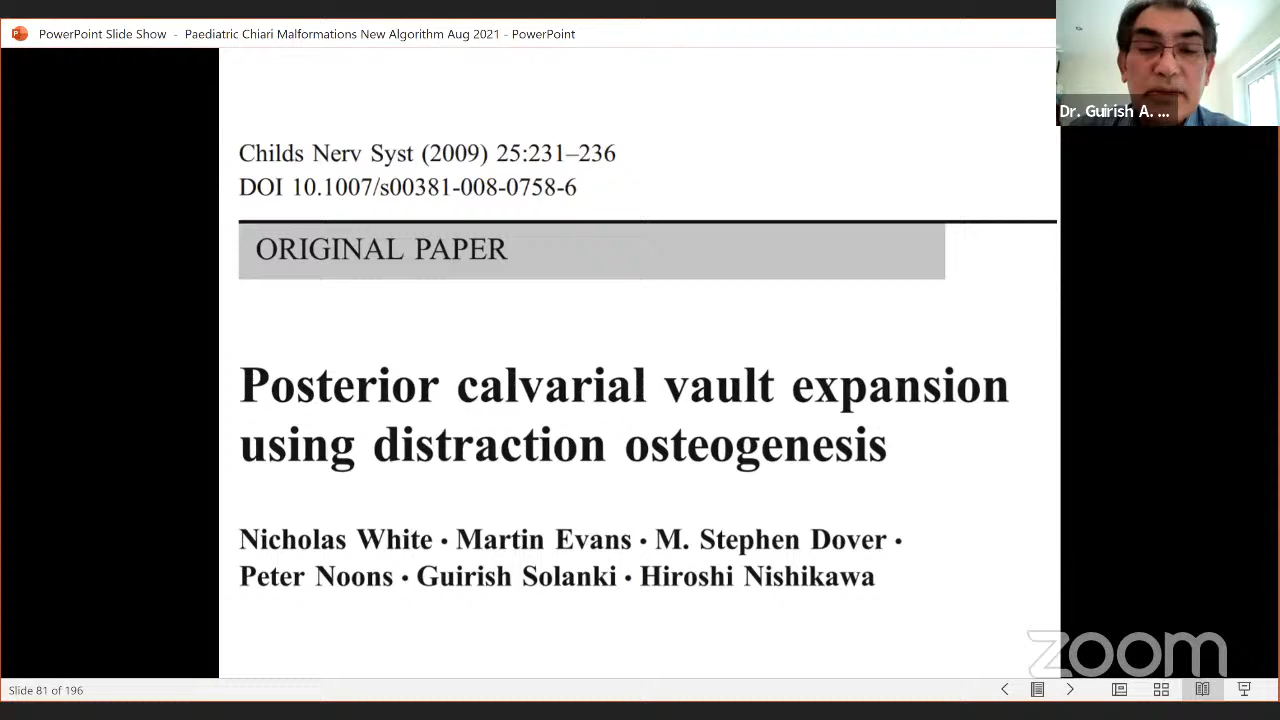 PowerPoint Slide Show - Paediatric Chiari Malformations New Algorithm Aug 2021 - PowerPoint
Dr. Guirish A. ...
Childs Nerv Syst (2009) 25:231–236
DOI 10.1007/s00381-008-0758-6
ORIGINAL PAPER
Posterior calvarial vault expansion
using distraction osteogenesis
Nicholas White · Martin Evans · M. Stephen Dover ·
Peter Noons · Guirish Solanki · Hiroshi Nishikawa
zoom
Slide 81 of 196